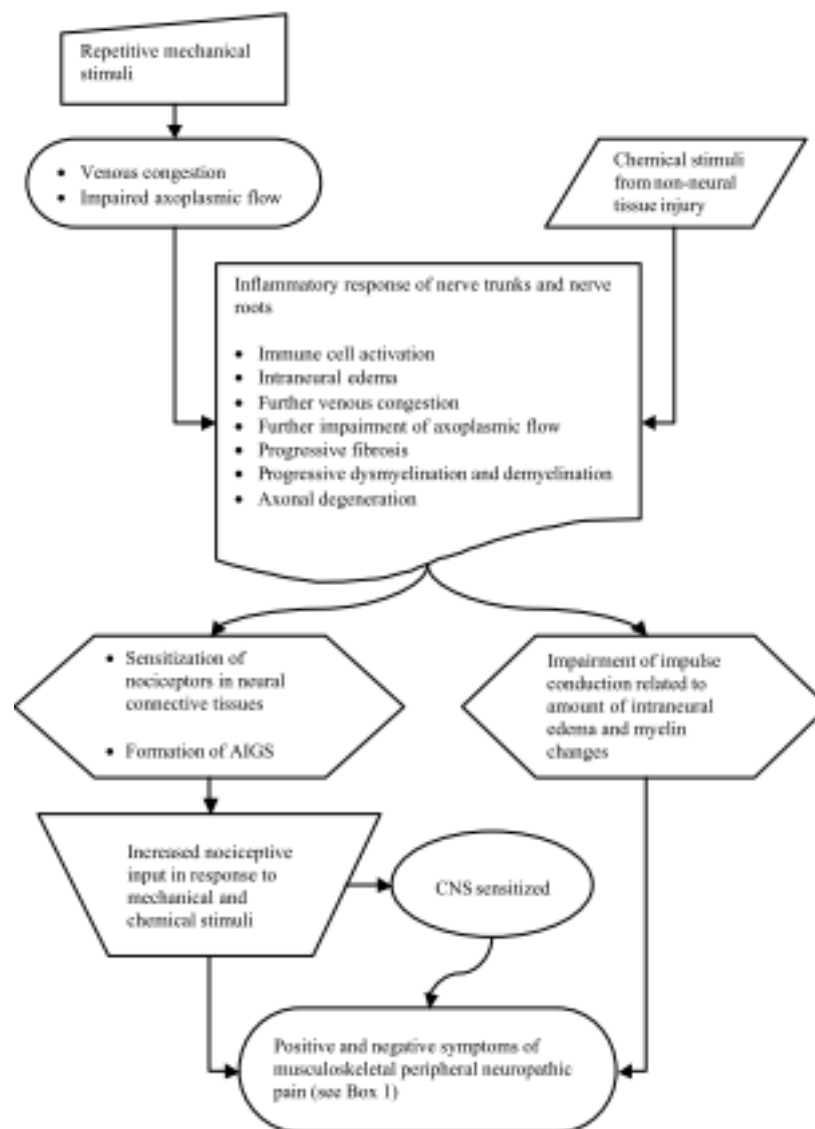 Repetitive mechanical
stimuli
• Venous congestion
• Impaired axoplasmic flow
Chemical stimuli
from non-neural
tissue injury
Inflammatory response of nerve trunks and nerve
roots
• Immune cell activation
• Intraneural edema
• Further venous congestion
• Further impairment of axoplasmic flow
• Progressive fibrosis
• Progressive dysmyelination and demyelination
• Axonal degeneration
• Sensitization of
nociceptors in neural
connective tissues
• Formation of AIGS
Impairment of impulse
conduction related to
amount of intraneural
edema and myelin
changes
Increased nociceptive
input in response to
mechanical and
chemical stimuli
CNS sensitized
Positive and negative symptoms of
musculoskeletal peripheral neuropathic
pain (see Box 1)